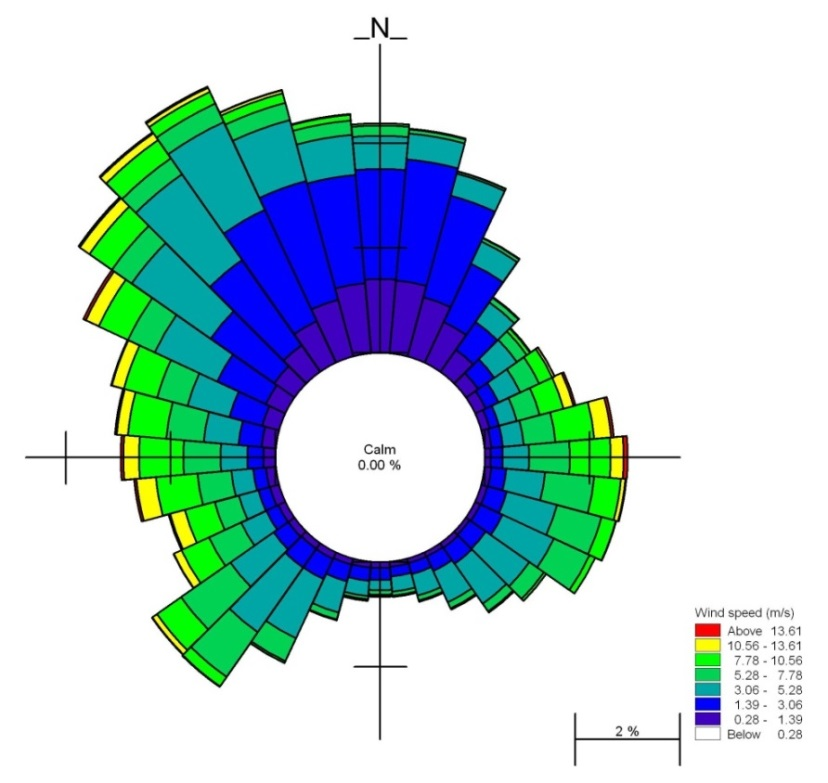 _N_
Calm
0.00 %
Wind speed (m/s)
Above 13.61
10.56 - 13.61
7.78 - 10.56
5.28 - 7.78
3.06 - 5.28
1.39 - 3.06
0.28 - 1.39
Below 0.28
2 %